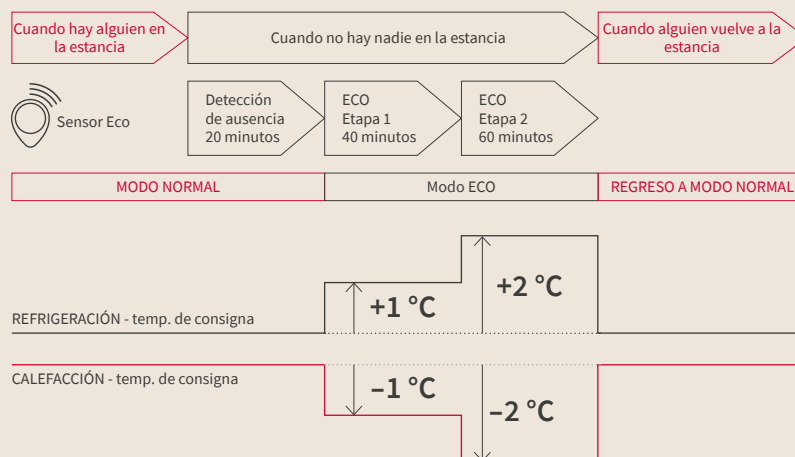 Cuando hay alguien en
la estancia
Cuando no hay nadie en la estancia
Cuando alguien vuelve a la
estancia
Sensor Eco
Detección
de ausencia
20 minutos
ECO
Etapa 1
40 minutos
ECO
Etapa 2
60 minutos
MODO NORMAL
Modo ECO
REGRESO A MODO NORMAL
+1 °C
+2 °C
REFRIGERACIÓN - temp. de consigna
CALEFACCIÓN - temp. de consigna
–1 °C
–2 °C